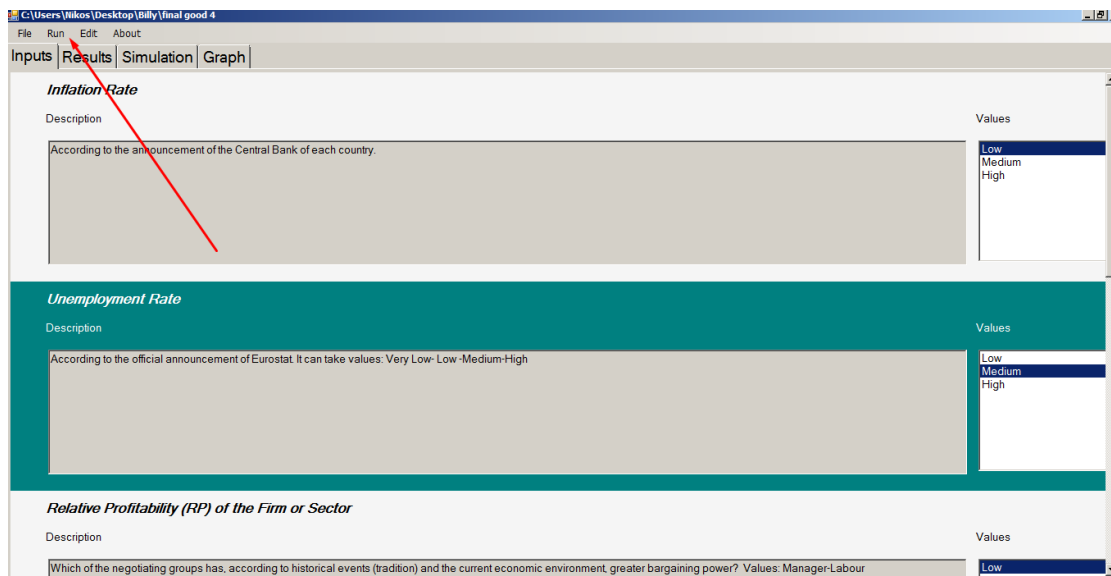 C:\Users\Nikos\Desktop\Billy\final good 4
File Run Edit About
Inputs Results Simulation Graph
Inflation Rate
Description Values
According to the announcement of the Central Bank of each country.
Low
Medium
High
Unemployment Rate
Description Values
According to the official announcement of Eurostat. It can take values: Very Low- Low -Medium-High
Low
Medium
High
Relative Profitability (RP) of the Firm or Sector
Description Values
Which of the negotiating groups has, according to historical events (tradition) and the current economic environment, greater bargaining power? Values: Manager-Labour
Low